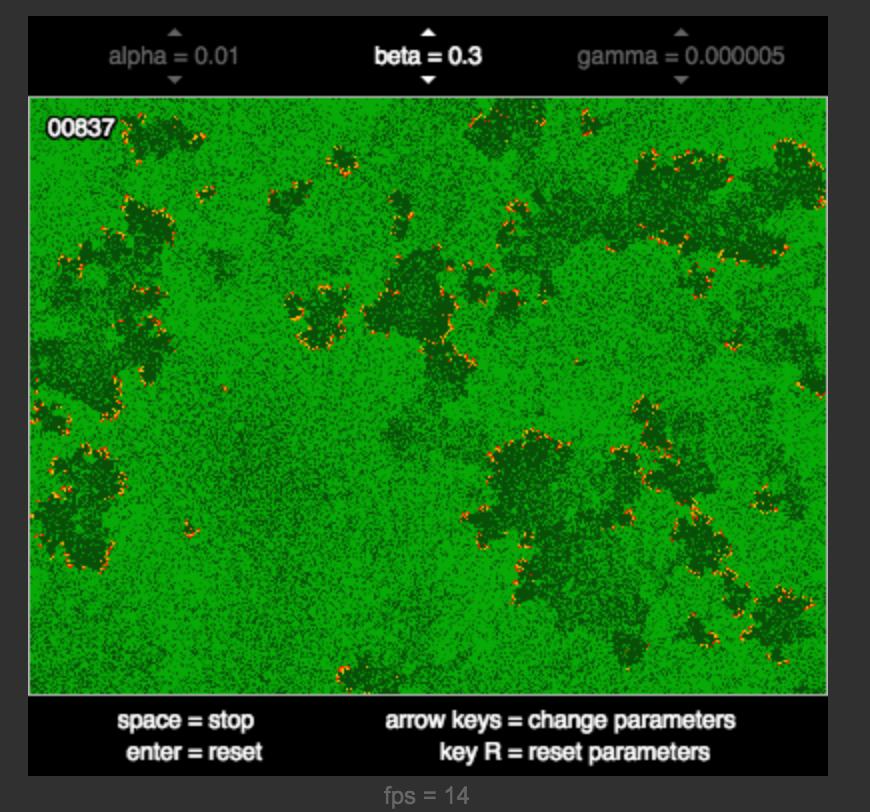 alpha = 0.01 beta = 0.3 gamma = 0.000005
00837
space = stop arrow keys = change parameters
enter = reset key R = reset parameters
fps = 14